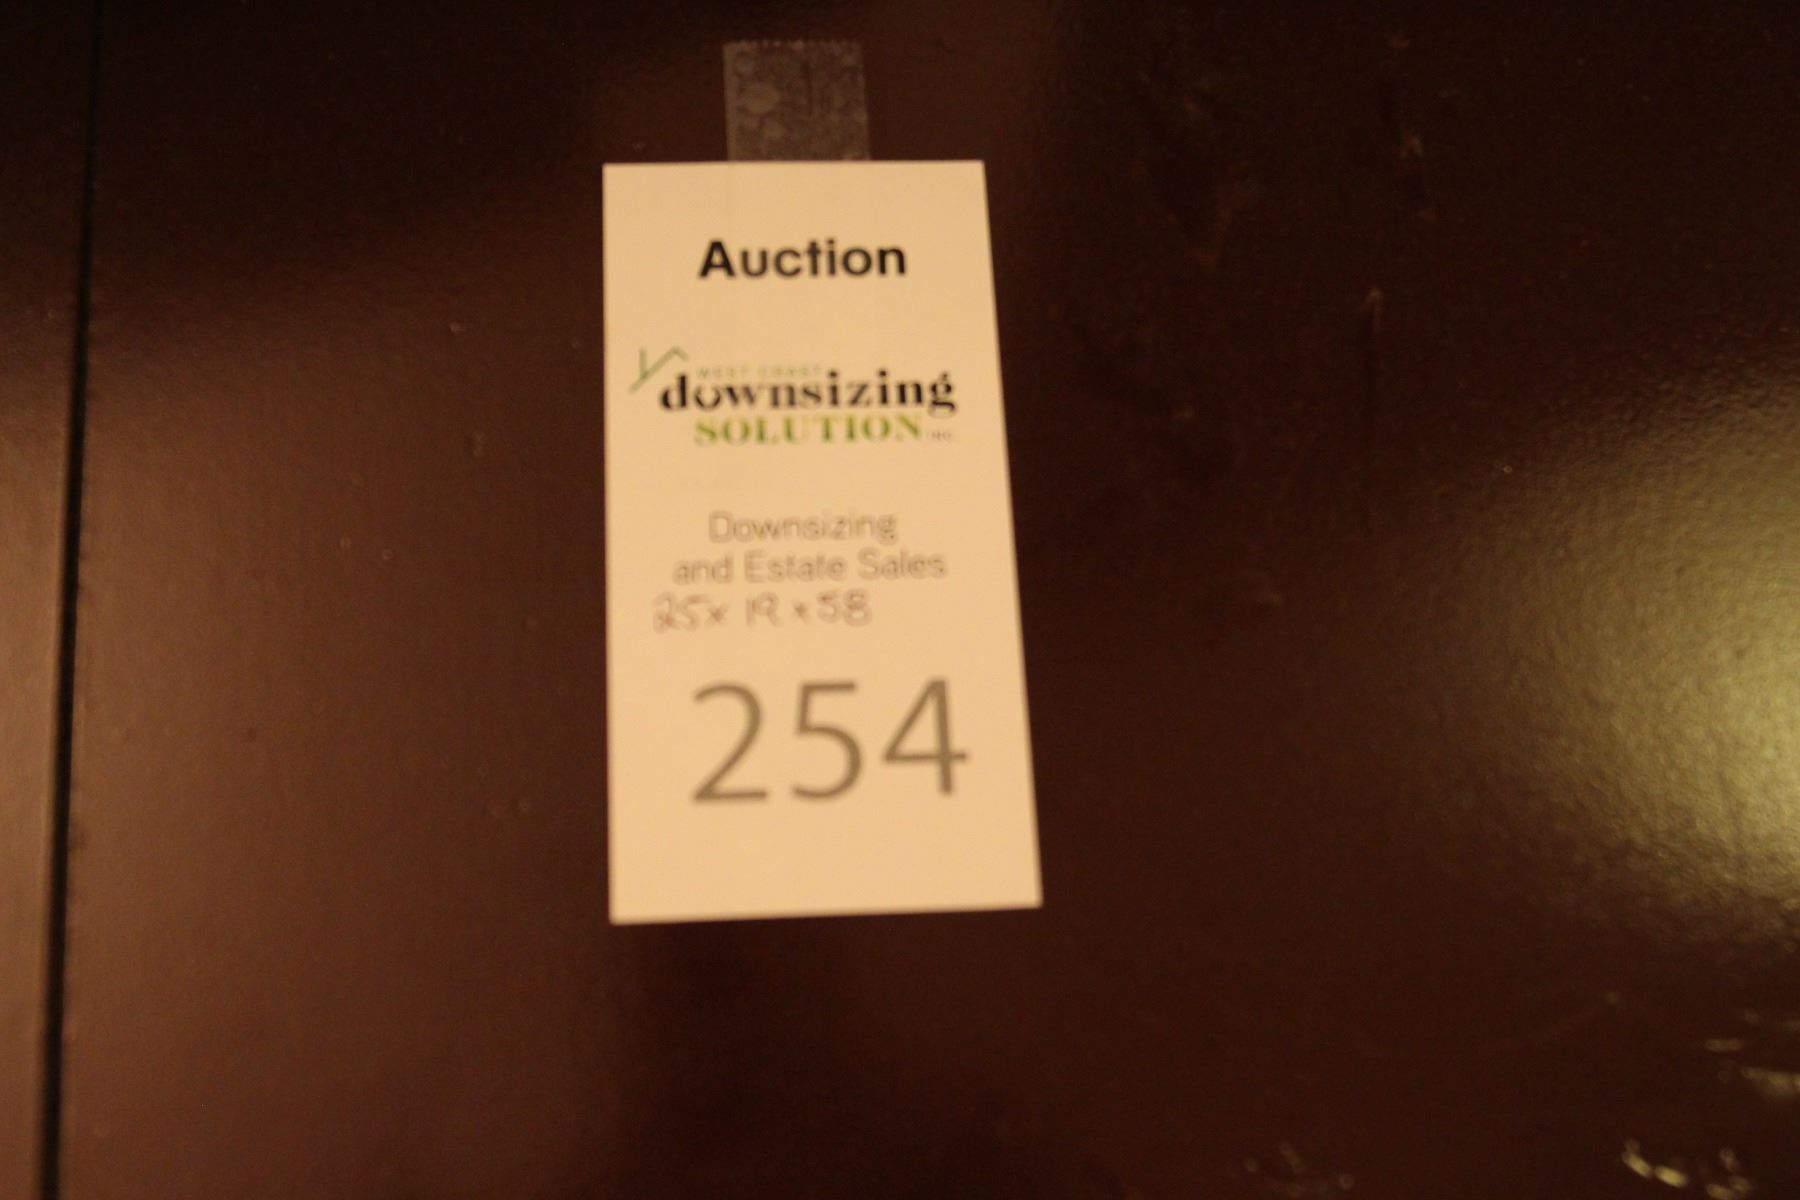 Auction
WEST COAST
downsizing
SOLUTION INC.
Downsizing
and Estate Sales
25 x 19 x 58
254